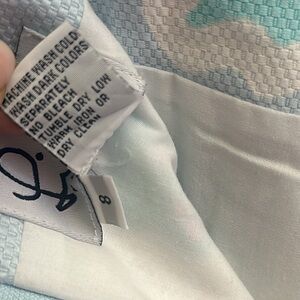 MACHINE WASH COLD
WASH DARK COLORS
SEPARATELY
NO BLEACH
TUMBLE DRY LOW
WARM IRON OR
DRY CLEAN
8